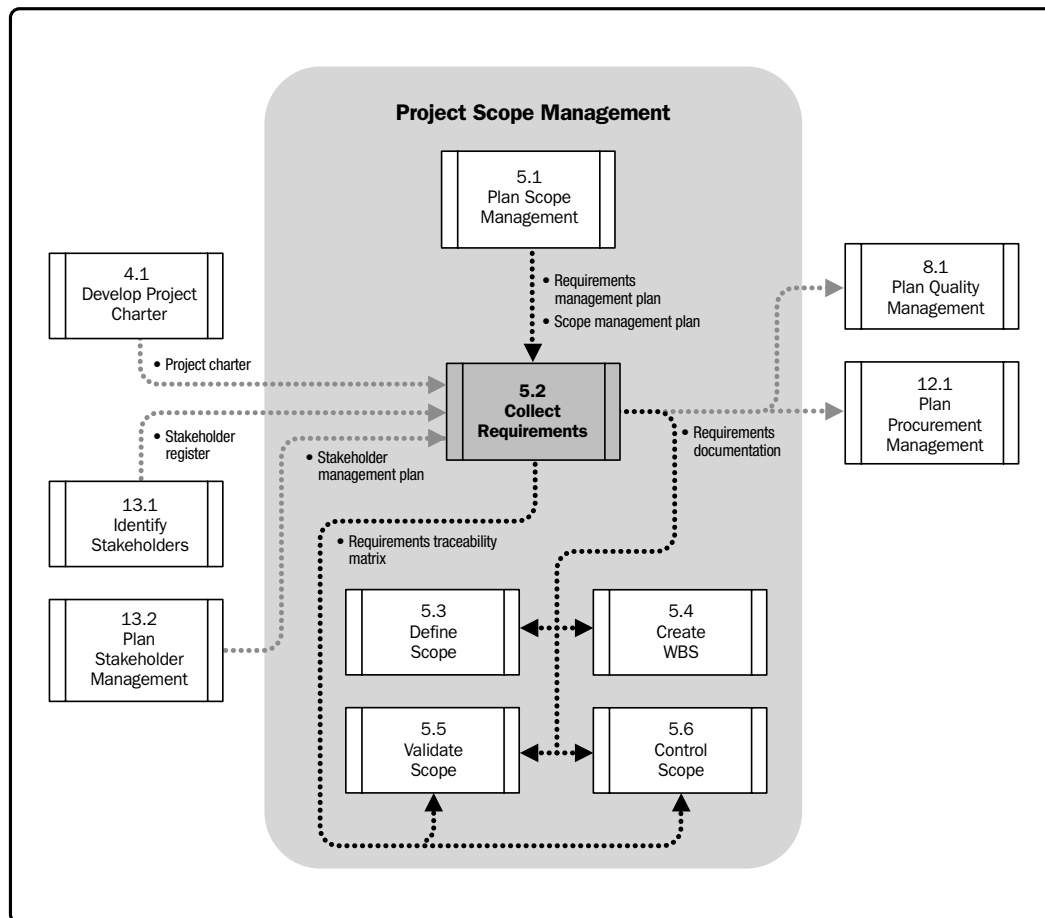 Project Scope Management
5.1
Plan Scope
Management
• Requirements
management plan
• Scope management plan
4.1
Develop Project
Charter
• Project charter
8.1
Plan Quality
Management
5.2
Collect
Requirements
12.1
Plan
Procurement
Management
• Stakeholder
register
• Stakeholder
management plan
• Requirements
documentation
13.1
Identify
Stakeholders
• Requirements traceability
matrix
13.2
Plan
Stakeholder
Management
5.3
Define
Scope
5.4
Create
WBS
5.5
Validate
Scope
5.6
Control
Scope